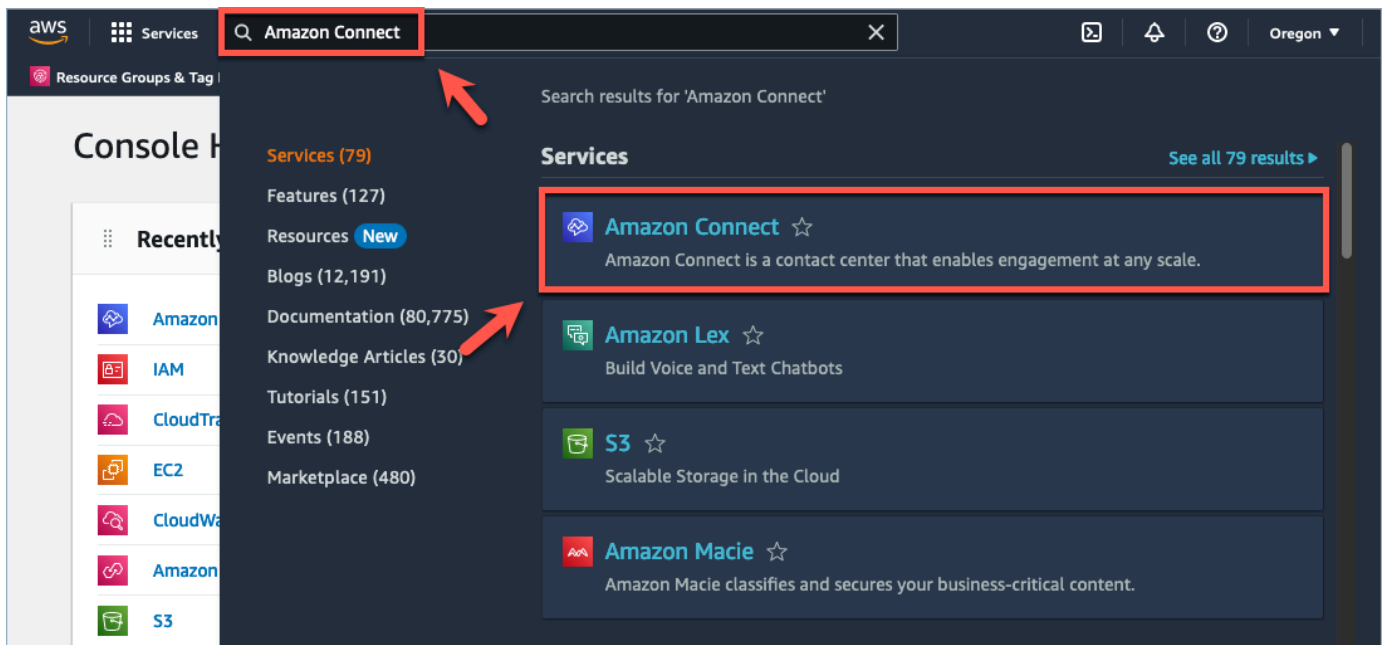 aws
Services
Amazon Connect
Oregon
Resource Groups & Tag
Console H
Recently
Amazon
IAM
CloudTra
EC2
CloudWa
Amazon
S3
Search results for 'Amazon Connect'
Services (79)
Features (127)
Resources New
Blogs (12,191)
Documentation (80,775)
Knowledge Articles (30)
Tutorials (151)
Events (188)
Marketplace (480)
Services
See all 79 results
Amazon Connect
Amazon Connect is a contact center that enables engagement at any scale.
Amazon Lex
Build Voice and Text Chatbots
S3
Scalable Storage in the Cloud
Amazon Macie
Amazon Macie classifies and secures your business-critical content.